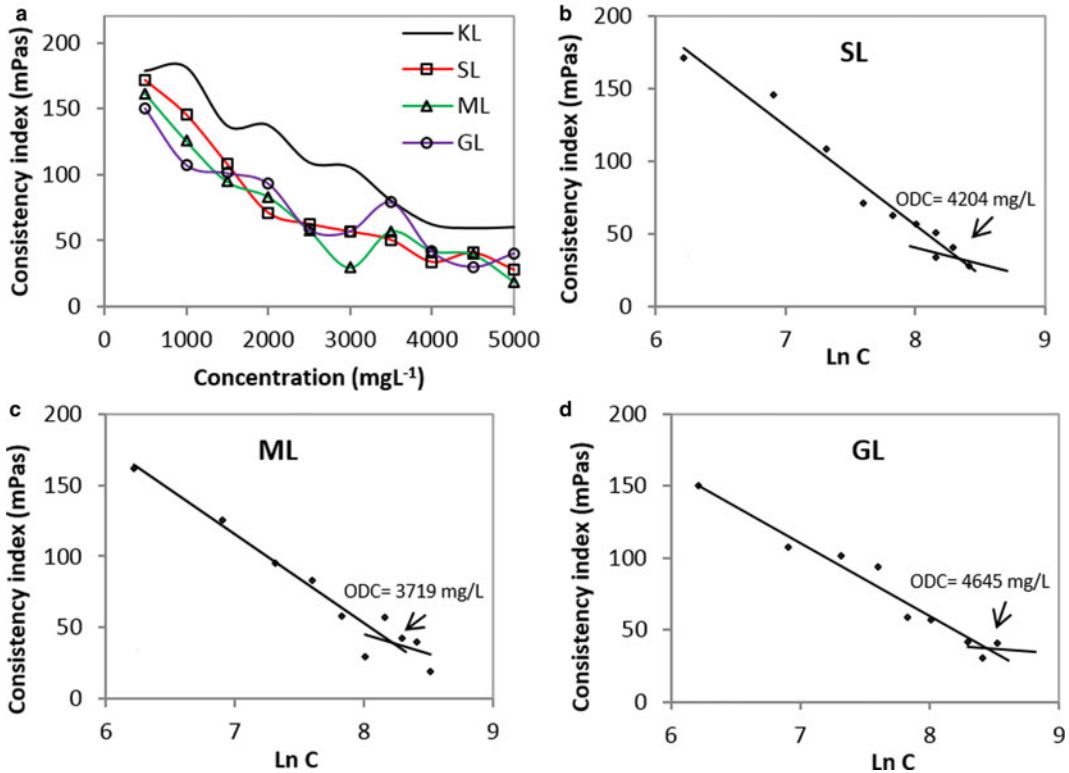 a
200
150
100
50
0
0 1000 2000 3000 4000 5000
Consistency index (mPas)
Concentration (mgL-1)
KL
SL
ML
GL
b
SL
200
150
100
50
0
6 7 8 9
Consistency index (mPas)
Ln C
ODC= 4204 mg/L
c
ML
200
150
100
50
0
6 7 8 9
Consistency index (mPas)
Ln C
ODC= 3719 mg/L
d
GL
200
150
100
50
0
6 7 8 9
Consistency index (mPas)
Ln C
ODC= 4645 mg/L